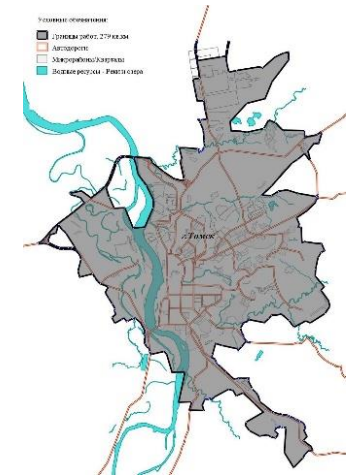 Условные обозначения:
Границы работ, 279 кв.км
Автодороги
Микрорайоны/Кварталы
Водные ресурсы - Реки и озера
г.Томск